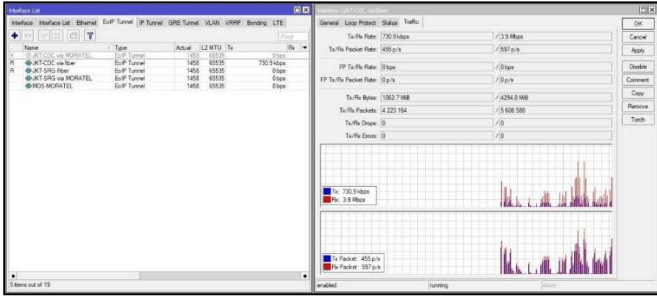 Interface List
Interface Interface List Ethernet EoIP Tunnel IP Tunnel GRE Tunnel VLAN VRRP Bonding LTE
Find
Name / Type Actual L2 MTU Tx Rx
JKT-CDC via MORATEL EoIP Tunnel 1458 65535 0 bps
R JKT-CDC via fiber EoIP Tunnel 1458 65535 730.9 kbps
R JKT-SRG Fiber EoIP Tunnel 1458 65535 0 bps
JKT-SRG via MORATEL EoIP Tunnel 1458 65535 0 bps
MOS-MORATEL EoIP Tunnel 1458 65535 0 bps
5 items out of 19
General Loop Protect Status Traffic
Tx/Rx Rate: 730.9 kbps / 3.9 Mbps
Tx/Rx Packet Rate: 455 p/s / 597 p/s
FP Tx/Rx Rate: 0 bps / 0 bps
FP Tx/Rx Packet Rate: 0 p/s / 0 p/s
Tx/Rx Bytes: 1062.7 MiB / 4294.0 MiB
Tx/Rx Packets: 4 223 164 / 5 606 588
Tx/Rx Drops: 0 / 0
Tx/Rx Errors: 0 / 0
Tx: 730.9 kbps
Rx: 3.9 Mbps
Tx Packet: 455 p/s
Rx Packet: 597 p/s
enabled running slave
OK
Cancel
Apply
Disable
Comment
Copy
Remove
Torch